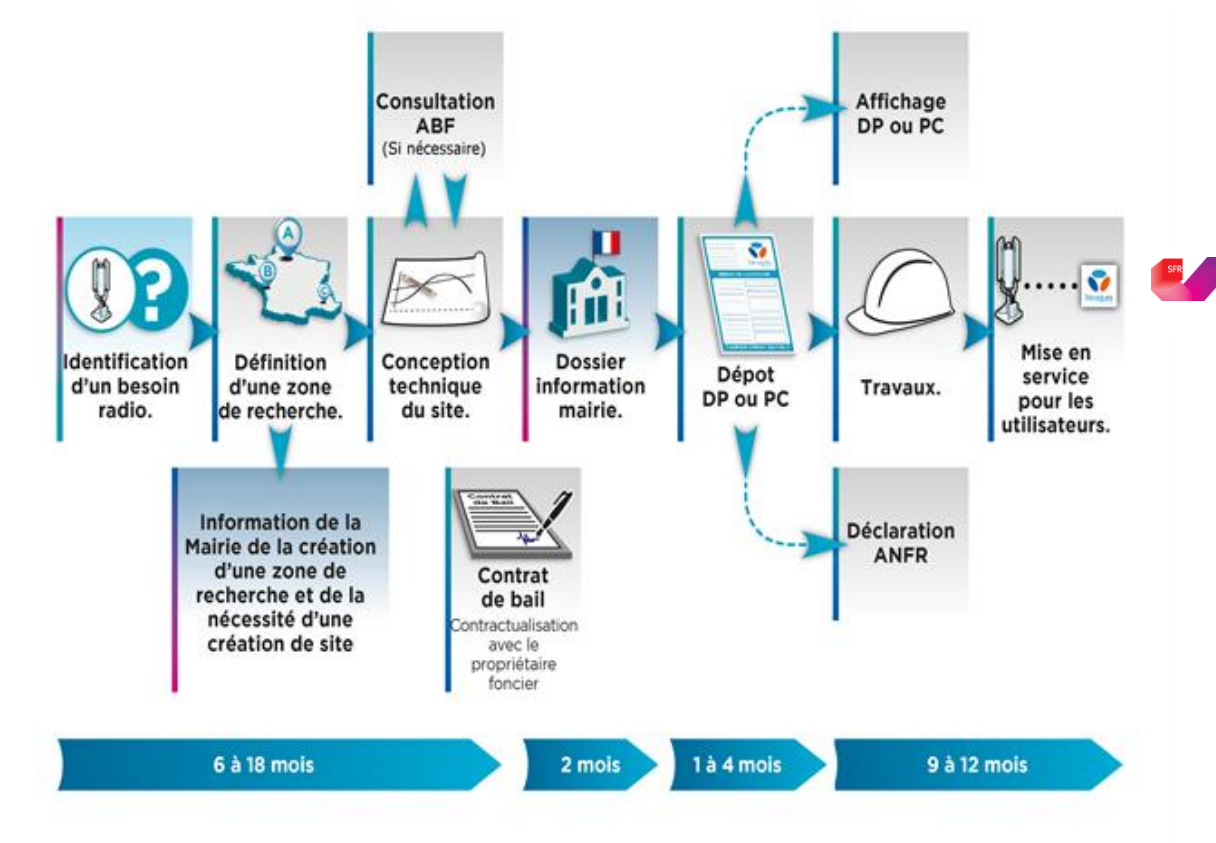 Consultation
ABF
(Si nécessaire)
Affichage
DP ou PC
A
B
C
SFR
Identification
d'un besoin
radio.
Définition
d'une zone
de recherche.
Conception
technique
du site.
Dossier
information
mairie.
Dépot
DP ou PC
Travaux.
Mise en
service
pour les
utilisateurs.
Information de la
Mairie de la création
d'une zone de
recherche et de la
nécessité d'une
création de site
Contrat
de Bail
Contrat
de bail
Contractualisation
avec le
propriétaire
foncier
Déclaration
ANFR
6 à 18 mois
2 mois
1 à 4 mois
9 à 12 mois